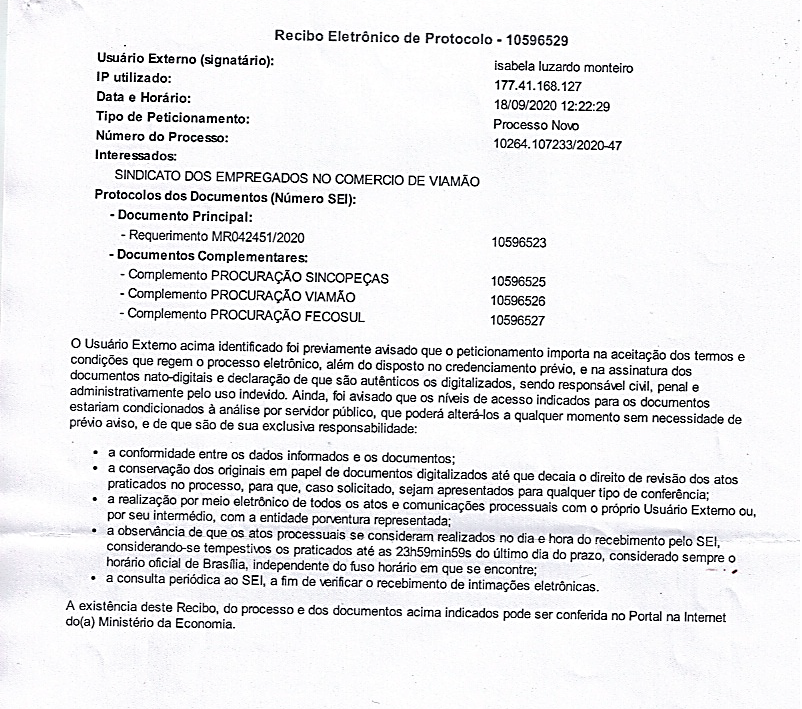 Recibo Eletrônico de Protocolo - 10596529
Usuário Externo (signatário): isabela luzardo monteiro
IP utilizado: 177.41.168.127
Data e Horário: 18/09/2020 12:22:29
Tipo de Peticionamento: Processo Novo
Número do Processo: 10264.107233/2020-47
Interessados:
SINDICATO DOS EMPREGADOS NO COMERCIO DE VIAMÃO
Protocolos dos Documentos (Número SEI):
- Documento Principal:
- Requerimento MR042451/2020 10596523
- Documentos Complementares:
- Complemento PROCURAÇÃO SINCOPEÇAS 10596525
- Complemento PROCURAÇÃO VIAMÃO 10596526
- Complemento PROCURAÇÃO FECOSUL 10596527
O Usuário Externo acima identificado foi previamente avisado que o peticionamento importa na aceitação dos termos e
condições que regem o processo eletrônico, além do disposto no credenciamento prévio, e na assinatura dos
documentos nato-digitais e declaração de que são autênticos os digitalizados, sendo responsável civil, penal e
administrativamente pelo uso indevido. Ainda, foi avisado que os níveis de acesso indicados para os documentos
estariam condicionados à análise por servidor público, que poderá alterá-los a qualquer momento sem necessidade de
prévio aviso, e de que são de sua exclusiva responsabilidade:
• a conformidade entre os dados informados e os documentos;
• a conservação dos originais em papel de documentos digitalizados até que decaia o direito de revisão dos atos
praticados no processo, para que, caso solicitado, sejam apresentados para qualquer tipo de conferência;
• a realização por meio eletrônico de todos os atos e comunicações processuais com o próprio Usuário Externo ou,
por seu intermédio, com a entidade porventura representada;
• a observância de que os atos processuais se consideram realizados no dia e hora do recebimento pelo SEI,
considerando-se tempestivos os praticados até as 23h59min59s do último dia do prazo, considerado sempre o
horário oficial de Brasília, independente do fuso horário em que se encontre;
• a consulta periódica ao SEI, a fim de verificar o recebimento de intimações eletrônicas.
A existência deste Recibo, do processo e dos documentos acima indicados pode ser conferida no Portal na Internet
do(a) Ministério da Economia.